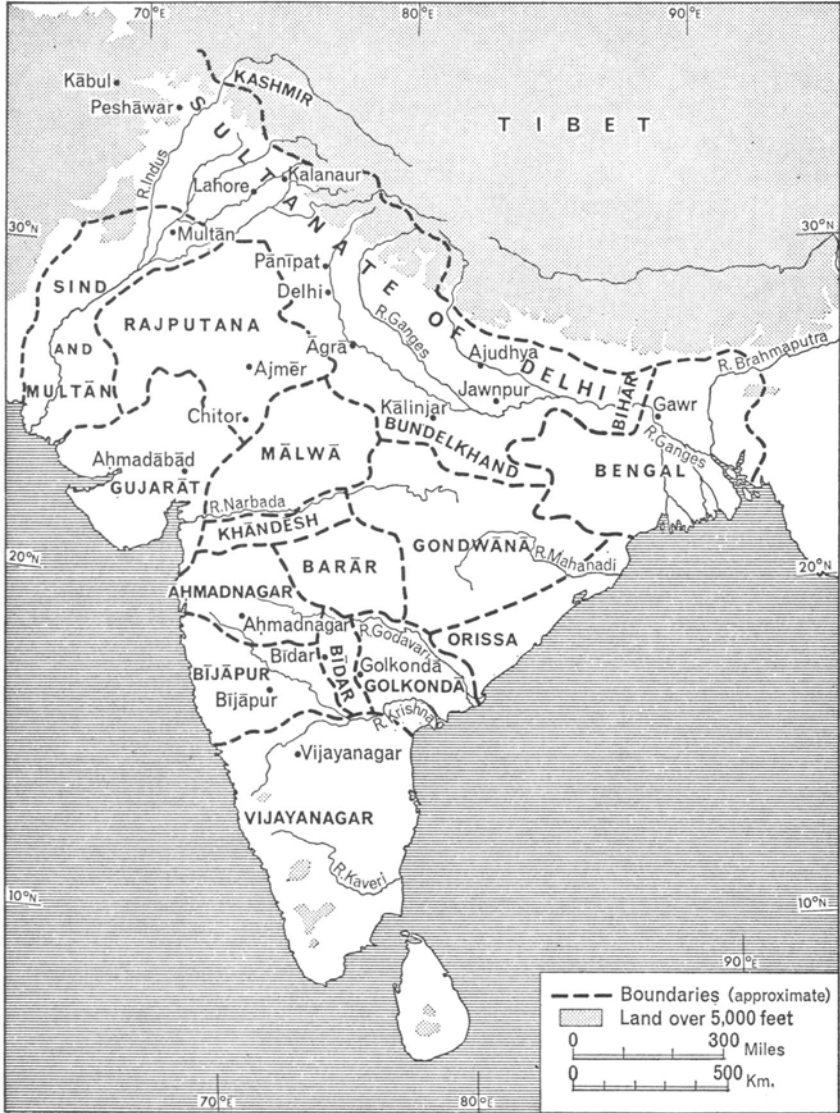 70°E
80°E
90°E
Kābul
Peshāwar
KASHMIR
TIBET
SULTANATE OF DELHI
R.Indus
Lahore
Kalanaur
30°N
30°N
Multān
Pānīpat
Delhi
SIND
AND
MULTĀN
RAJPUTANA
Āgrā
R.Ganges
Ajudhya
R. Brahmaputra
Ajmēr
Jawnpur
BIHAR
Gawr
Chitor
Kālinjar
BUNDELKHAND
R.Ganges
Ahmadābād
MĀLWĀ
BENGAL
GUJARĀT
R.Narbada
KHĀNDESH
GONDWĀNĀ
R.Mahanadi
20°N
20°N
BARĀR
AHMADNAGAR
Ahmadnagar
R.Godavari
ORISSA
Bīdar
BĪDAR
Golkondā
BĪJĀPUR
GOLKONDĀ
Bījāpur
R.Krishna
Vijayanagar
VIJAYANAGAR
R.Kaveri
10°N
10°N
90°E
Boundaries (approximate)
Land over 5,000 feet
0 300 Miles
0 500 Km.
70°E
80°E